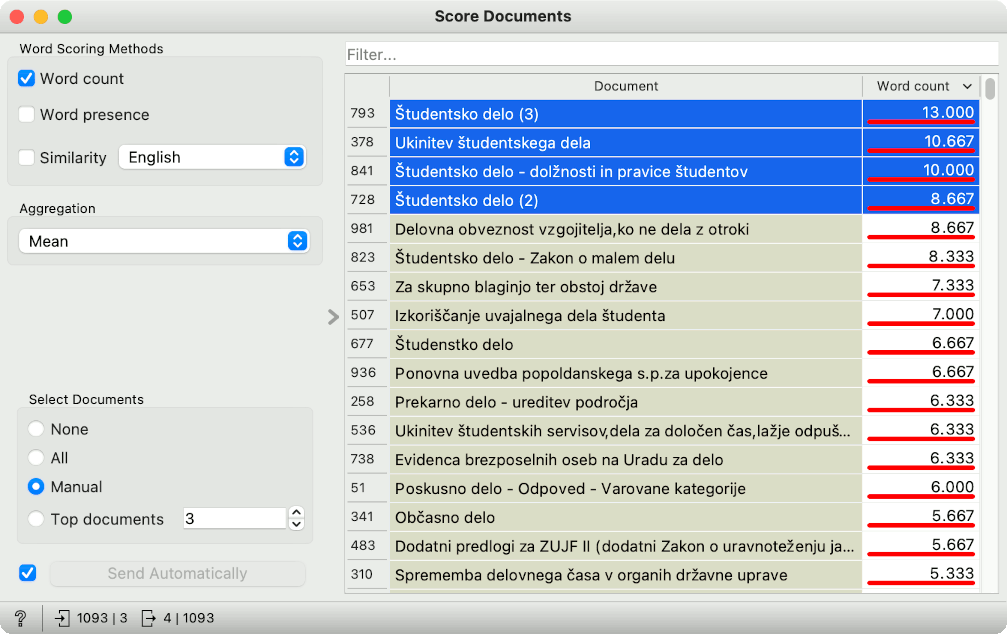 Score Documents
Word Scoring Methods
Word count
Word presence
Similarity English
Aggregation
Mean
Select Documents
None
All
Manual
Top documents 3
Send Automatically
Filter...
Document Word count
793 Študentsko delo (3) 13.000
378 Ukinitev študentskega dela 10.667
841 Študentsko delo - dolžnosti in pravice študentov 10.000
728 Študentsko delo (2) 8.667
981 Delovna obveznost vzgojitelja,ko ne dela z otroki 8.667
823 Študentsko delo - Zakon o malem delu 8.333
653 Za skupno blaginjo ter obstoj države 7.333
507 Izkoriščanje uvajalnega dela študenta 7.000
677 Študenstko delo 6.667
936 Ponovna uvedba popoldanskega s.p.za upokojence 6.667
258 Prekarno delo - ureditev področja 6.333
536 Ukinitev študentskih servisov,dela za določen čas,lažje odpuš... 6.333
738 Evidenca brezposelnih oseb na Uradu za delo 6.333
51 Poskusno delo - Odpoved - Varovane kategorije 6.000
341 Občasno delo 5.667
483 Dodatni predlogi za ZUJF II (dodatni Zakon o uravnoteženju ja... 5.667
310 Sprememba delovnega časa v organih državne uprave 5.333
? 1093 | 3 4 | 1093